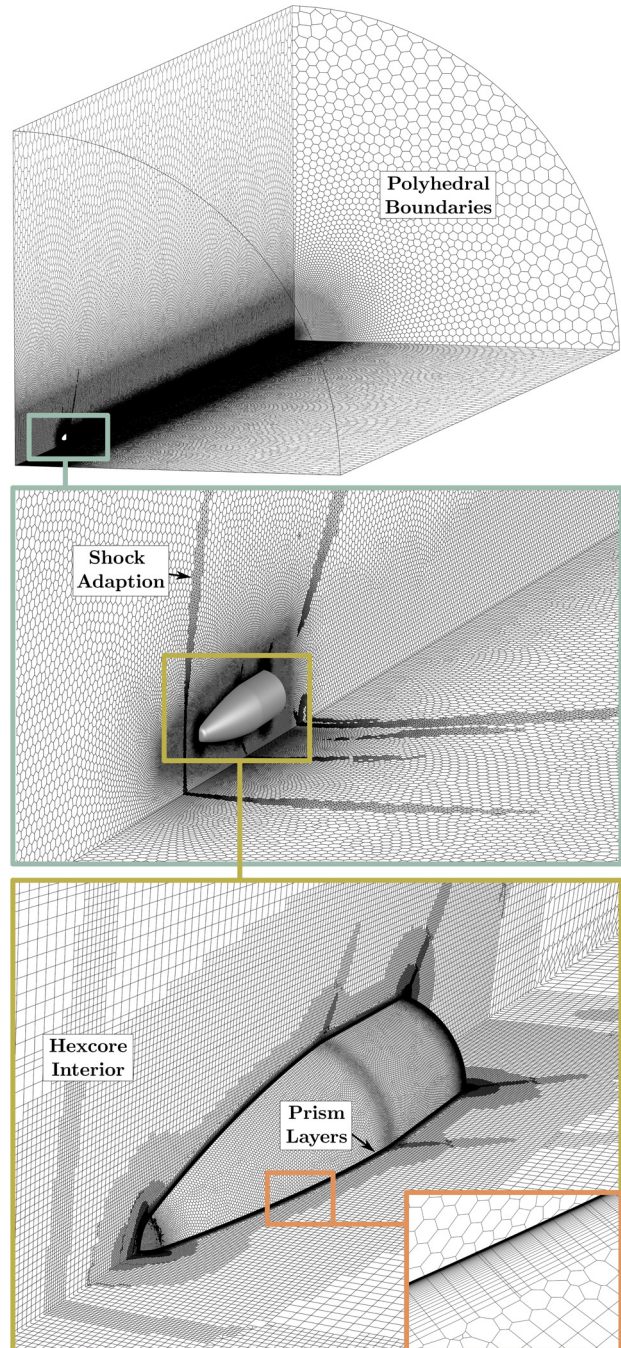 Polyhedral
Boundaries
Shock
Adaption
Hexcore
Interior
Prism
Layers